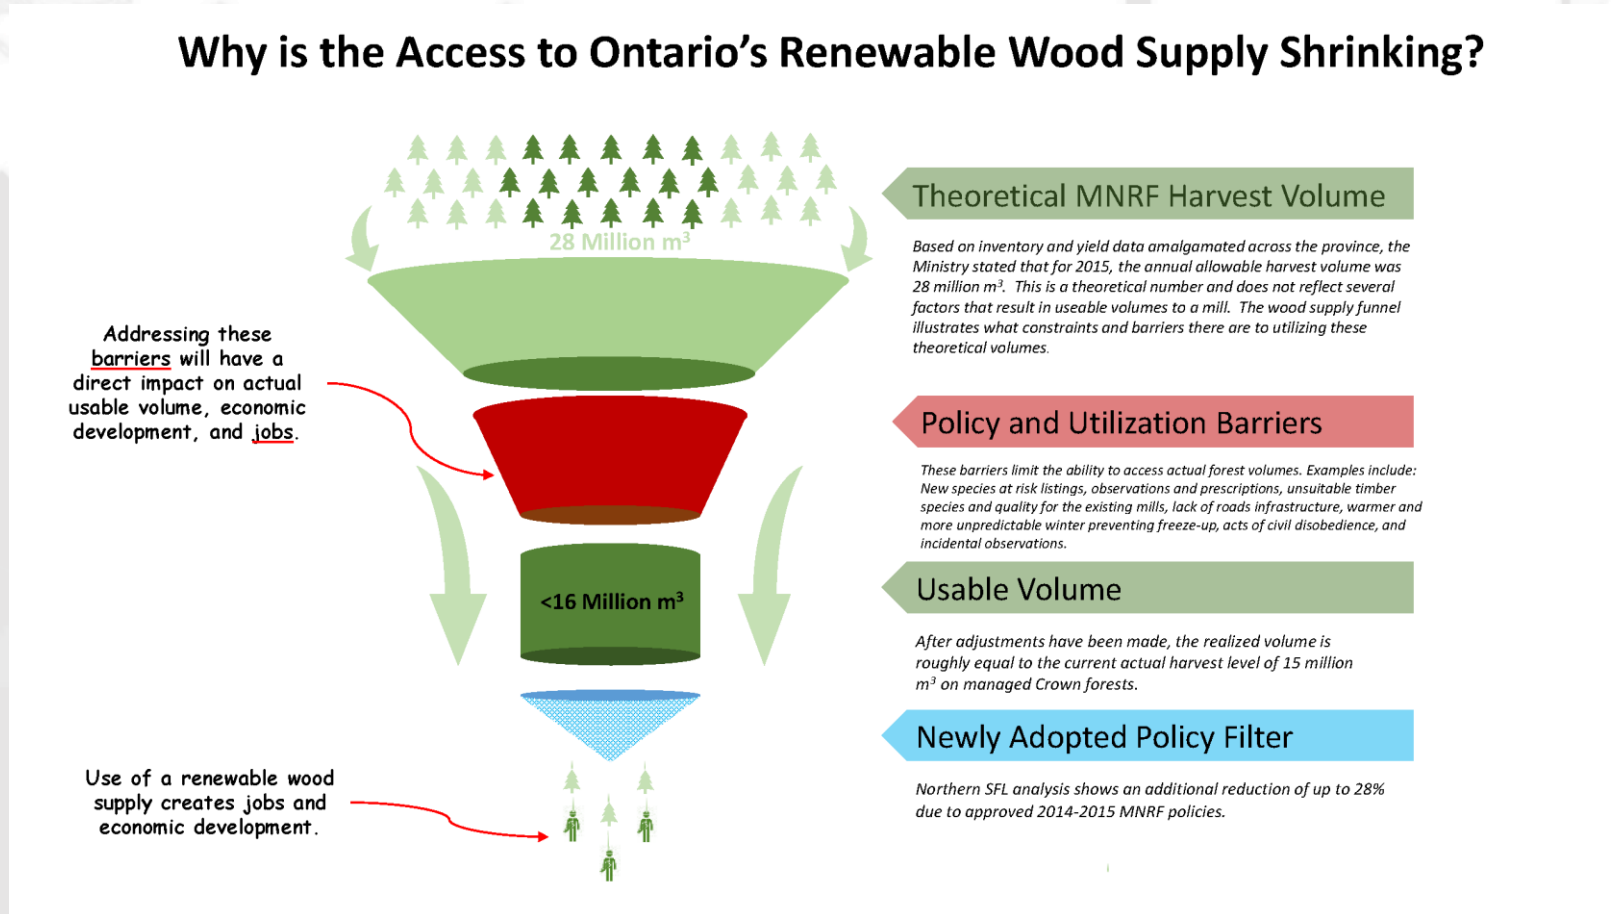 Why is the Access to Ontario's Renewable Wood Supply Shrinking?
28 Million m³
Theoretical MNRF Harvest Volume
Based on inventory and yield data amalgamated across the province, the
Ministry stated that for 2015, the annual allowable harvest volume was
28 million m³. This is a theoretical number and does not reflect several
factors that result in useable volumes to a mill. The wood supply funnel
illustrates what constraints and barriers there are to utilizing these
theoretical volumes.
Addressing these
barriers will have a
direct impact on actual
usable volume, economic
development, and jobs.
Policy and Utilization Barriers
These barriers limit the ability to access actual forest volumes. Examples include:
New species at risk listings, observations and prescriptions, unsuitable timber
species and quality for the existing mills, lack of roads infrastructure, warmer and
more unpredictable winter preventing freeze-up, acts of civil disobedience, and
incidental observations.
<16 Million m³
Usable Volume
After adjustments have been made, the realized volume is
roughly equal to the current actual harvest level of 15 million
m³ on managed Crown forests.
Newly Adopted Policy Filter
Northern SFL analysis shows an additional reduction of up to 28%
due to approved 2014-2015 MNRF policies.
Use of a renewable wood
supply creates jobs and
economic development.